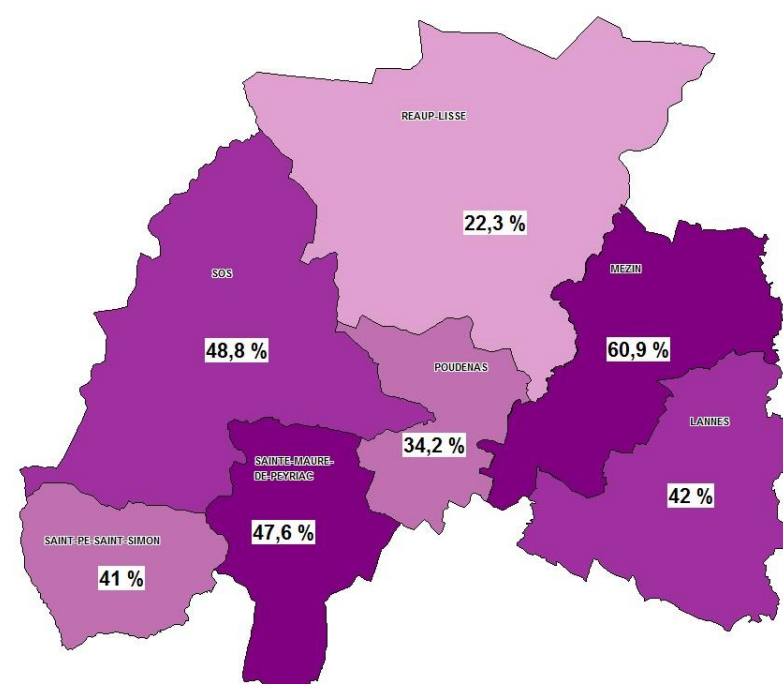 REAUP-LISSE
22,3 %
SOS
48,8 %
MEZIN
60,9 %
POUDENAS
34,2 %
LANNES
42 %
SAINTE-MAURE-
DE-PEYRIAC
47,6 %
SAINT-PE-SAINT-SIMON
41 %